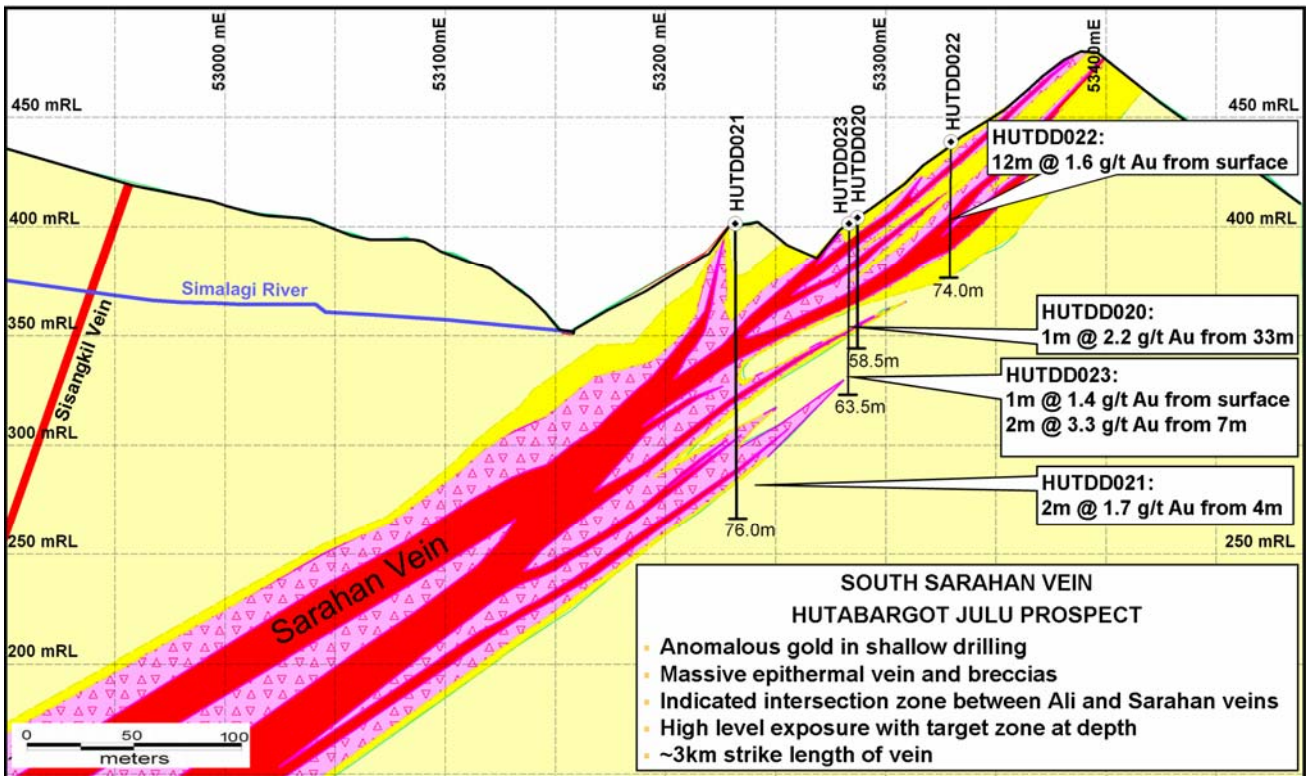 53000 mE
53100mE
HUTDD021
533200 mE
HUTDD023
HUTDD020
53300 mE
HUTDD022
53400 mE
450 mRL
450 mRL
HUTDD022:
12m @ 1.6 g/t Au from surface
400 mRL
400 mRL
Simalagi River
74.0m
350 mRL
HUTDD020:
1m @ 2.2 g/t Au from 33m
58.5m
Sisangkil Vein
HUTDD023:
1m @ 1.4 g/t Au from surface
2m @ 3.3 g/t Au from 7m
63.5m
300 mRL
HUTDD021:
2m @ 1.7 g/t Au from 4m
76.0m
250 mRL
250 mRL
Sarahan Vein
SOUTH SARAHAN VEIN
HUTABARGOT JULU PROSPECT
Anomalous gold in shallow drilling
Massive epithermal vein and breccias
Indicated intersection zone between Ali and Sarahan veins
High level exposure with target zone at depth
~3km strike length of vein
200 mRL
0 50 100
meters